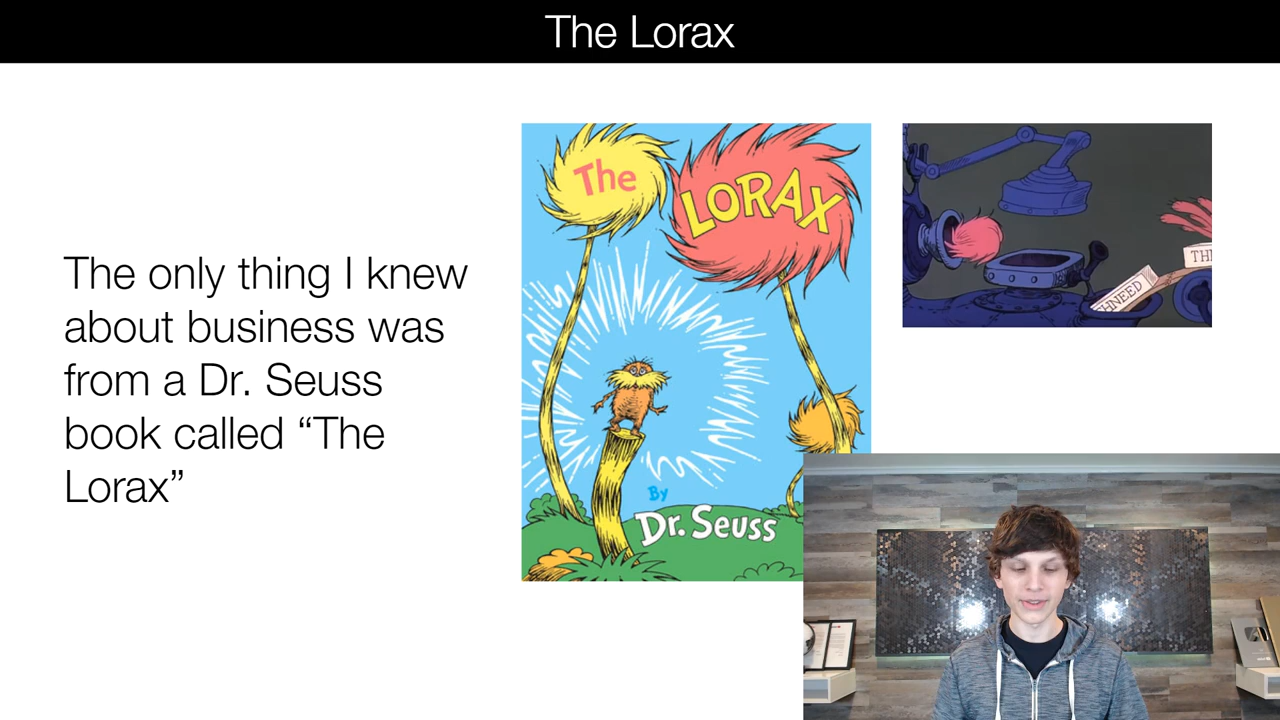 The Lorax
The only thing I knew
about business was
from a Dr. Seuss
book called “The
Lorax”
The
LORAX
By
Dr. Seuss